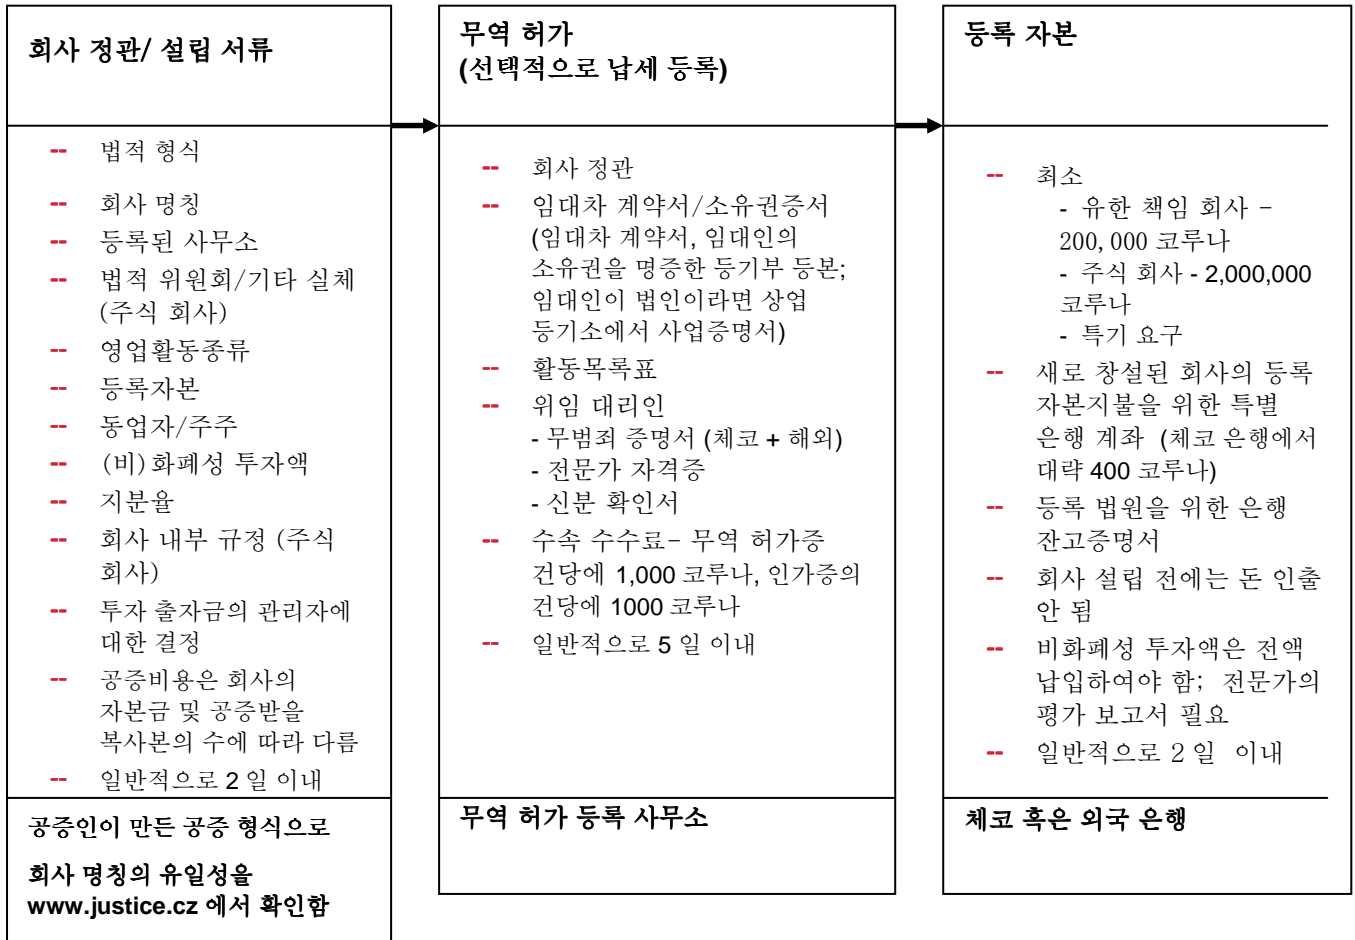 회사 정관/ 설립 서류
-- 법적 형식
-- 회사 명칭
-- 등록된 사무소
-- 법적 위원회/기타 실체
(주식 회사)
-- 영업활동종류
-- 등록자본
-- 동업자/주주
-- (비)화폐성 투자액
-- 지분율
-- 회사 내부 규정 (주식
회사)
-- 투자 출자금의 관리자에
대한 결정
-- 공증비용은 회사의
자본금 및 공증받을
복사본의 수에 따라 다름
-- 일반적으로 2 일 이내
공증인이 만든 공증 형식으로
회사 명칭의 유일성을
www.justice.cz 에서 확인함
무역 허가
(선택적으로 납세 등록)
-- 회사 정관
-- 임대차 계약서/소유권증서
(임대차 계약서, 임대인의
소유권을 명증한 등기부 등본;
임대인이 법인이라면 상업
등기소에서 사업증명서)
-- 활동목록표
-- 위임 대리인
- 무범죄 증명서 (체코 + 해외)
- 전문가 자격증
- 신분 확인서
-- 수속 수수료- 무역 허가증
건당에 1,000 코루나, 인가증의
건당에 1000 코루나
-- 일반적으로 5 일 이내
무역 허가 등록 사무소
등록 자본
-- 최소
- 유한 책임 회사 -
200,000 코루나
- 주식 회사 - 2,000,000
코루나
- 특기 요구
-- 새로 창설된 회사의 등록
자본지불을 위한 특별
은행 계좌 (체코 은행에서
대략 400 코루나)
-- 등록 법원을 위한 은행
잔고증명서
-- 회사 설립 전에는 돈 인출
안 됨
-- 비화폐성 투자액은 전액
납입하여야 함; 전문가의
평가 보고서 필요
-- 일반적으로 2 일 이내
체코 혹은 외국 은행